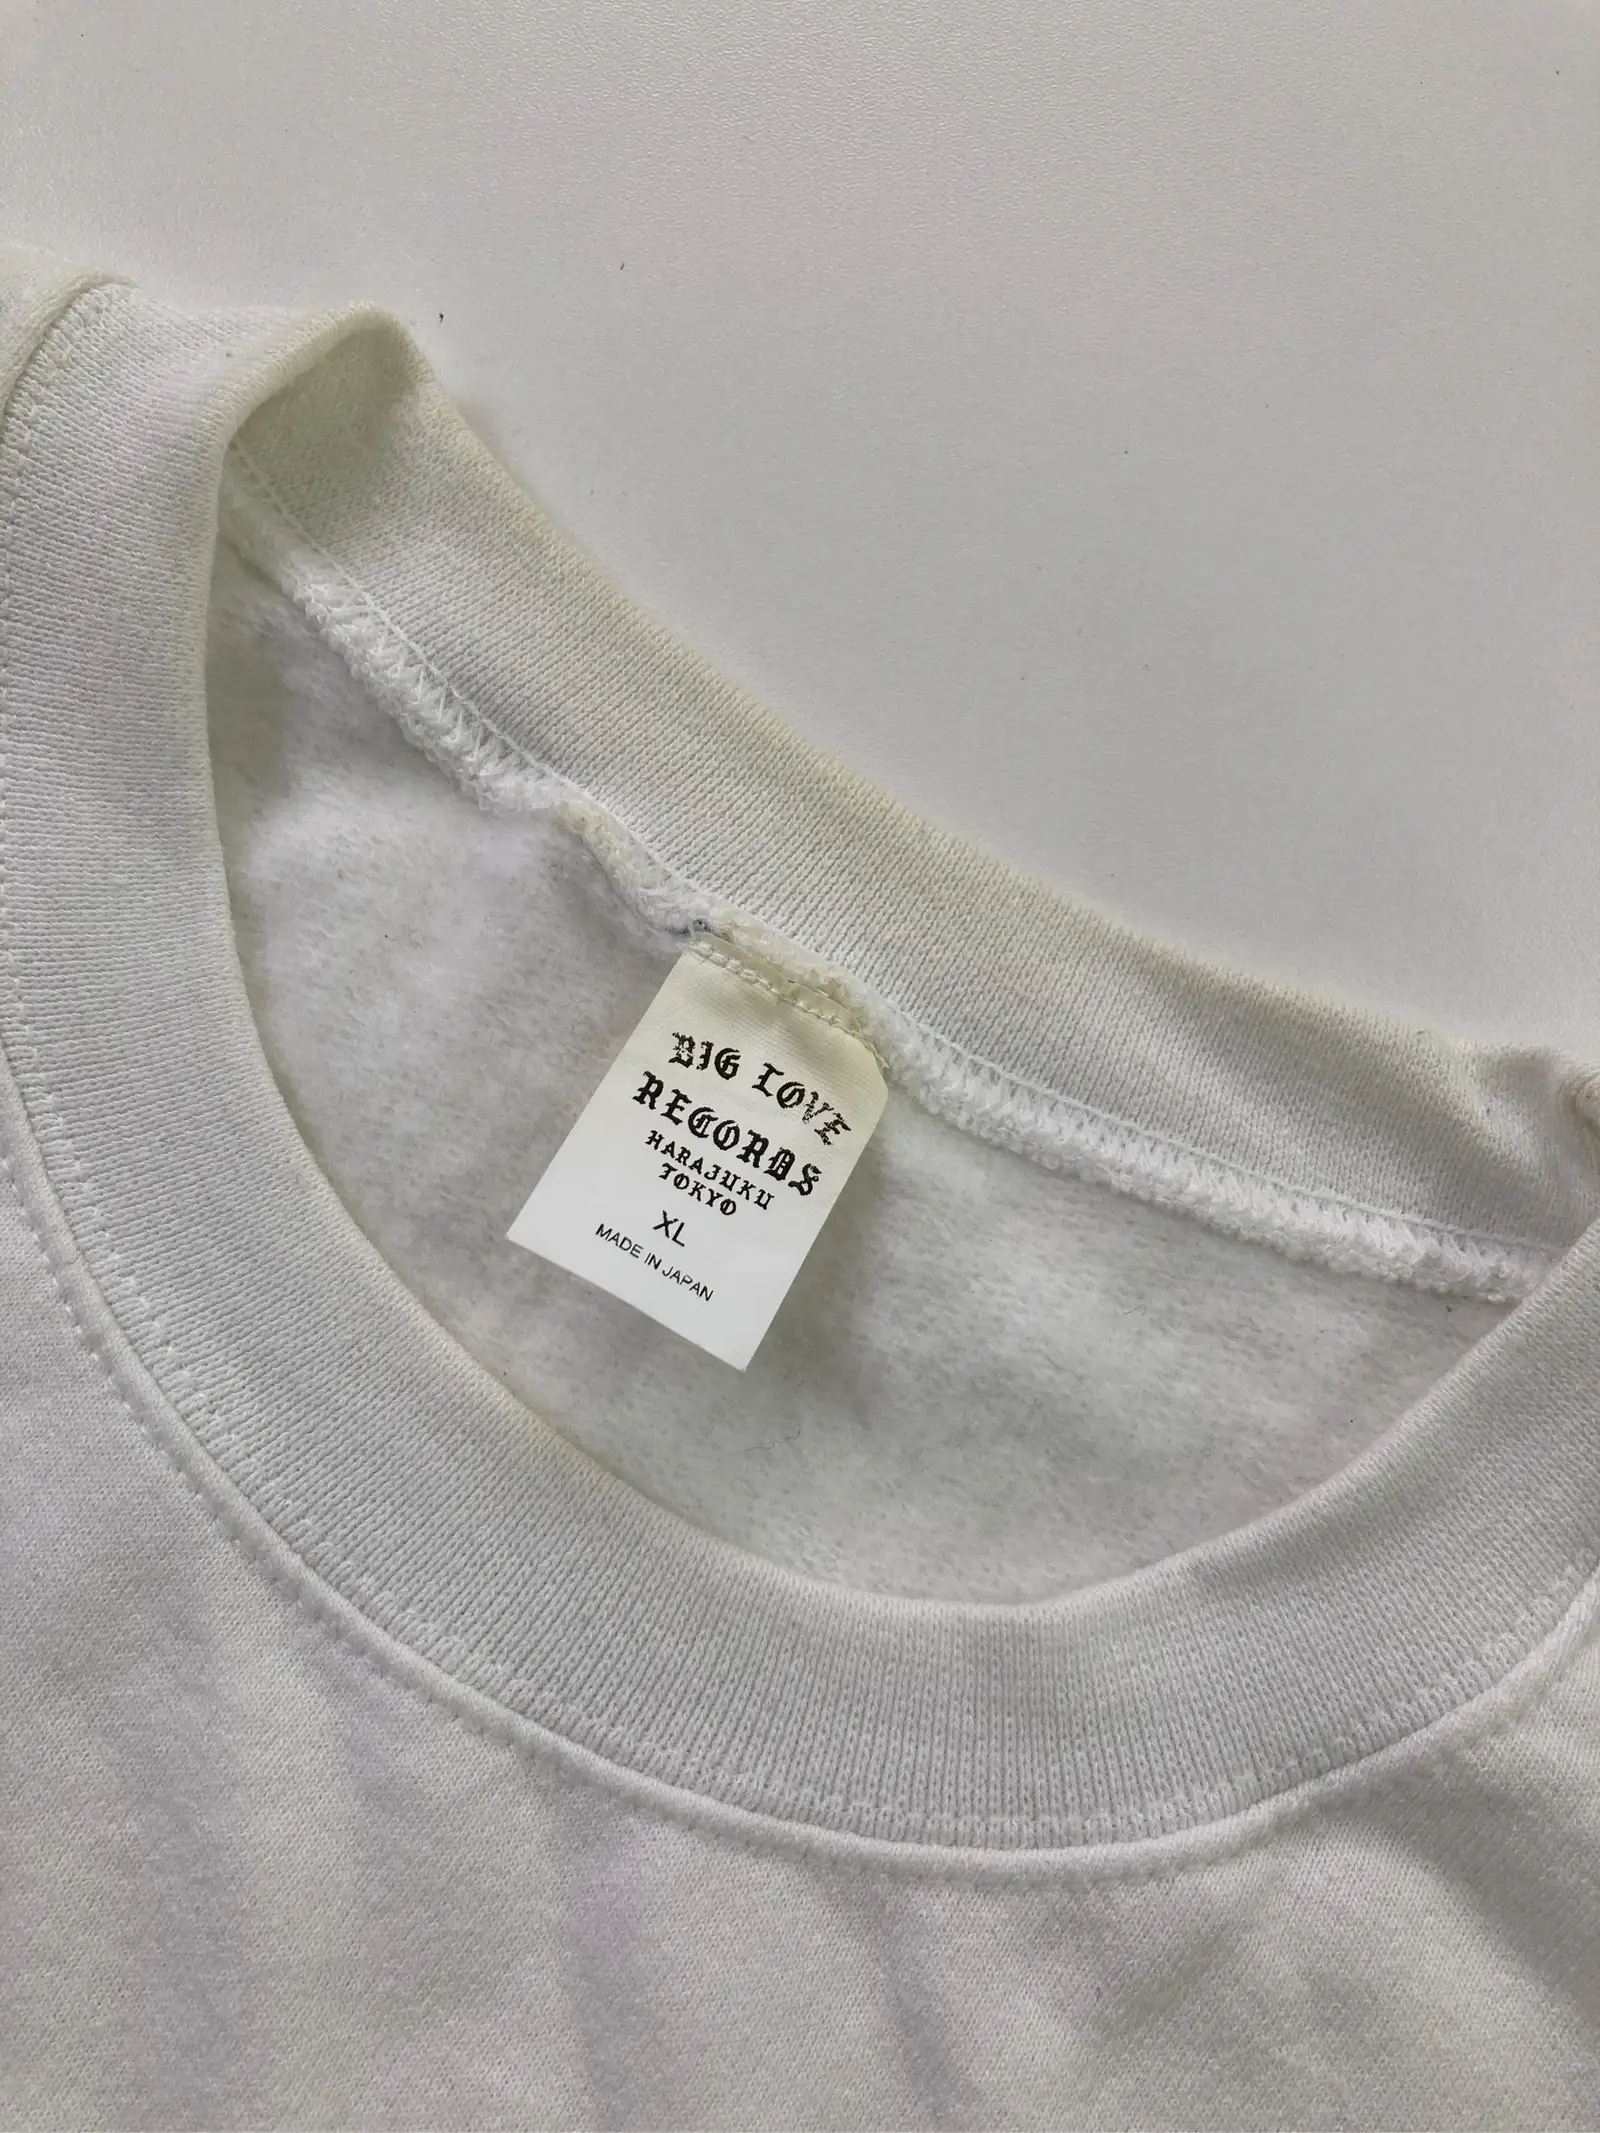 BIG LOVE
RECORDS
HARAJUKU
TOKYO
XL
MADE IN JAPAN